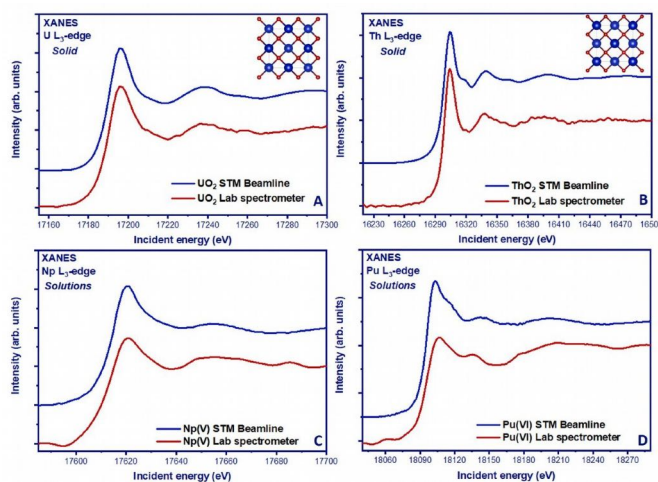 XANES
U L₃-edge
Solid
Intensity (arb. units)
UO₂ STM Beamline
UO₂ Lab spectrometer
A
17160 17180 17200 17220 17240 17260 17280 17300
Incident energy (eV)
XANES
Th L₃-edge
Solid
Intensity (arb. units)
ThO₂ STM Beamline
ThO₂ Lab spectrometer
B
16230 16260 16290 16320 16350 16380 16410 16440 16470 1650
Incident energy (eV)
XANES
Np L₃-edge
Solutions
Intensity (arb. units)
Np(V) STM Beamline
Np(V) Lab spectrometer
C
17600 17620 17640 17660 17680 17700
Incident energy (eV)
XANES
Pu L₃-edge
Solutions
Intensity (arb. units)
Pu(VI) STM Beamline
Pu(VI) Lab spectrometer
D
18060 18090 18120 18150 18180 18210 18240 18270
Incident energy (eV)